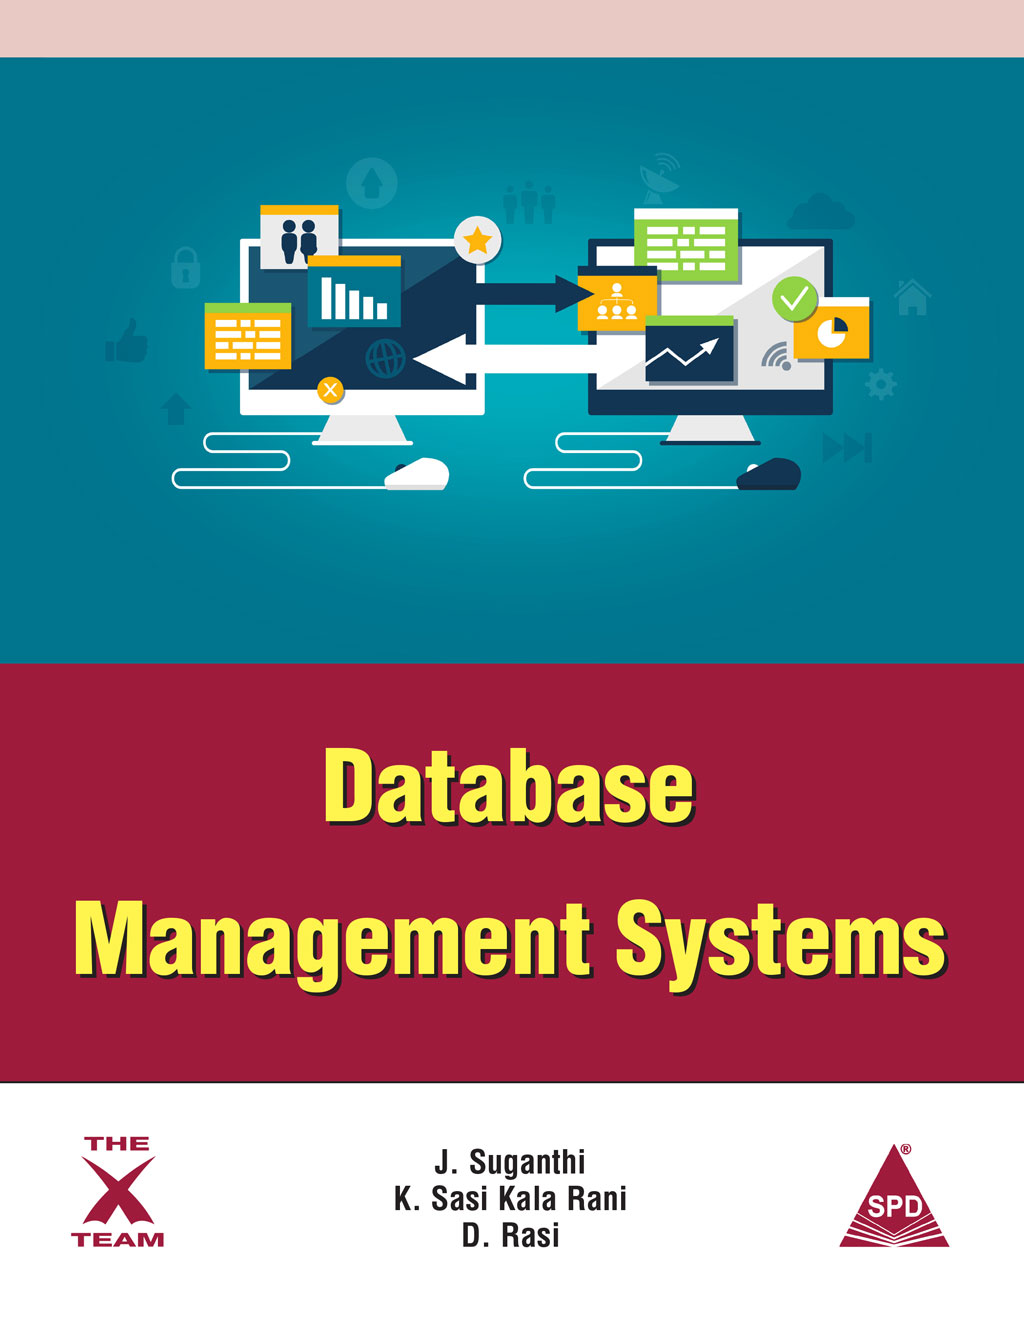 Database
Management Systems
THE
X
TEAM
J. Suganthi
K. Sasi Kala Rani
D. Rasi
®
SPD